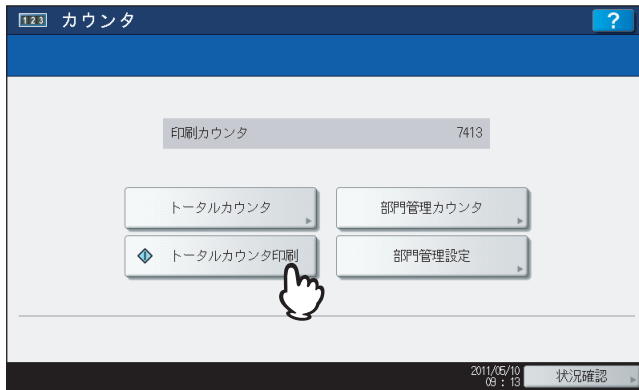 123 カウンタ ?
印刷カウンタ 7413
トータルカウンタ 部門管理カウンタ
トータルカウンタ印刷 部門管理設定
2011/05/10
09 : 13 状況確認